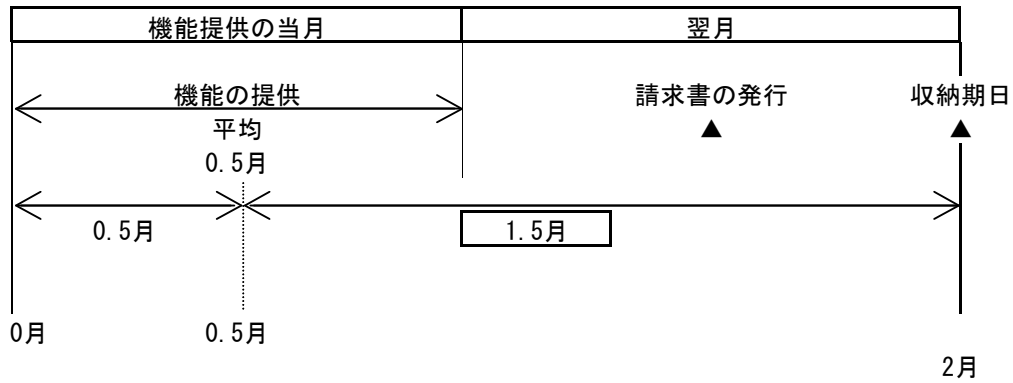 機能提供の当月 翌月
機能の提供 請求書の発行 収納期日
平均 ▲ ▲
0.5月
0.5月 1.5月
0月 0.5月
2月